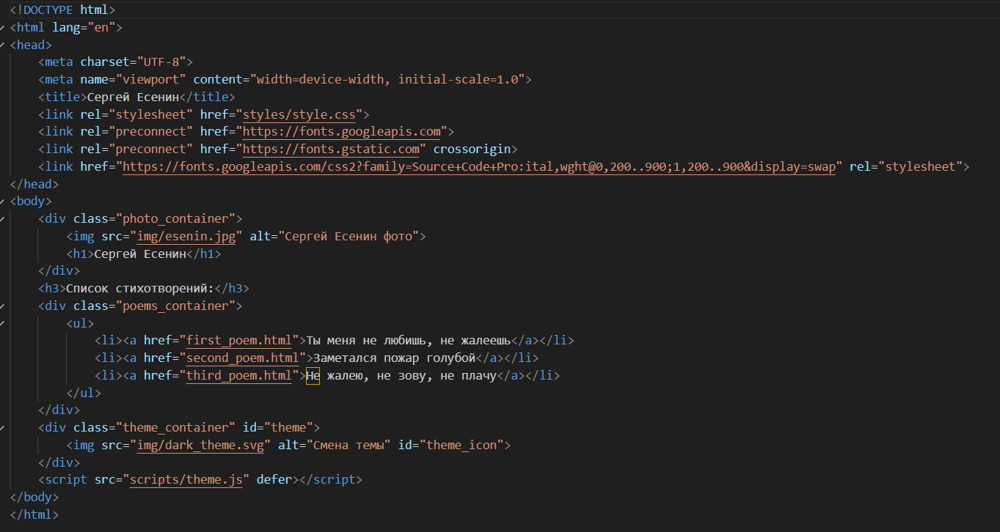 <!DOCTYPE html>
<html lang="en">
<head>
    <meta charset="UTF-8">
    <meta name="viewport" content="width=device-width, initial-scale=1.0">
    <title>Сергей Есенин</title>
    <link rel="stylesheet" href="styles/style.css">
    <link rel="preconnect" href="https://fonts.googleapis.com">
    <link rel="preconnect" href="https://fonts.gstatic.com" crossorigin>
    <link href="https://fonts.googleapis.com/css2?family=Source+Code+Pro:ital,wght@0,200..900;1,200..900&display=swap" rel="stylesheet">
</head>
<body>
    <div class="photo_container">
        <img src="img/esenin.jpg" alt="Сергей Есенин фото">
        <h1>Сергей Есенин</h1>
    </div>
    <h3>Список стихотворений:</h3>
    <div class="poems_container">
        <ul>
            <li><a href="first_poem.html">Ты меня не любишь, не жалеешь</a></li>
            <li><a href="second_poem.html">Заметался пожар голубой</a></li>
            <li><a href="third_poem.html">Не жалею, не зову, не плачу</a></li>
        </ul>
    </div>
    <div class="theme_container" id="theme">
        <img src="img/dark_theme.svg" alt="Смена темы" id="theme_icon">
    </div>
    <script src="scripts/theme.js" defer></script>
</body>
</html>